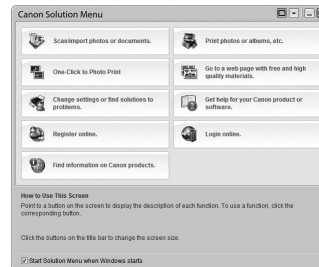 Canon Solution Menu
Scan/Import photos or documents.
Print photos or albums, etc.
One-Click to Photo Print
Go to a web page with free and high
quality materials.
Change settings or find solutions to
problems.
Get help for your Canon product or
software.
Register online.
Login online.
Find information on Canon products.
How to Use This Screen
Point to a button on the screen to display the description of each function. To use a function, click the
corresponding button.
Click the buttons on the title bar to change the screen size.
Start Solution Menu when Windows starts